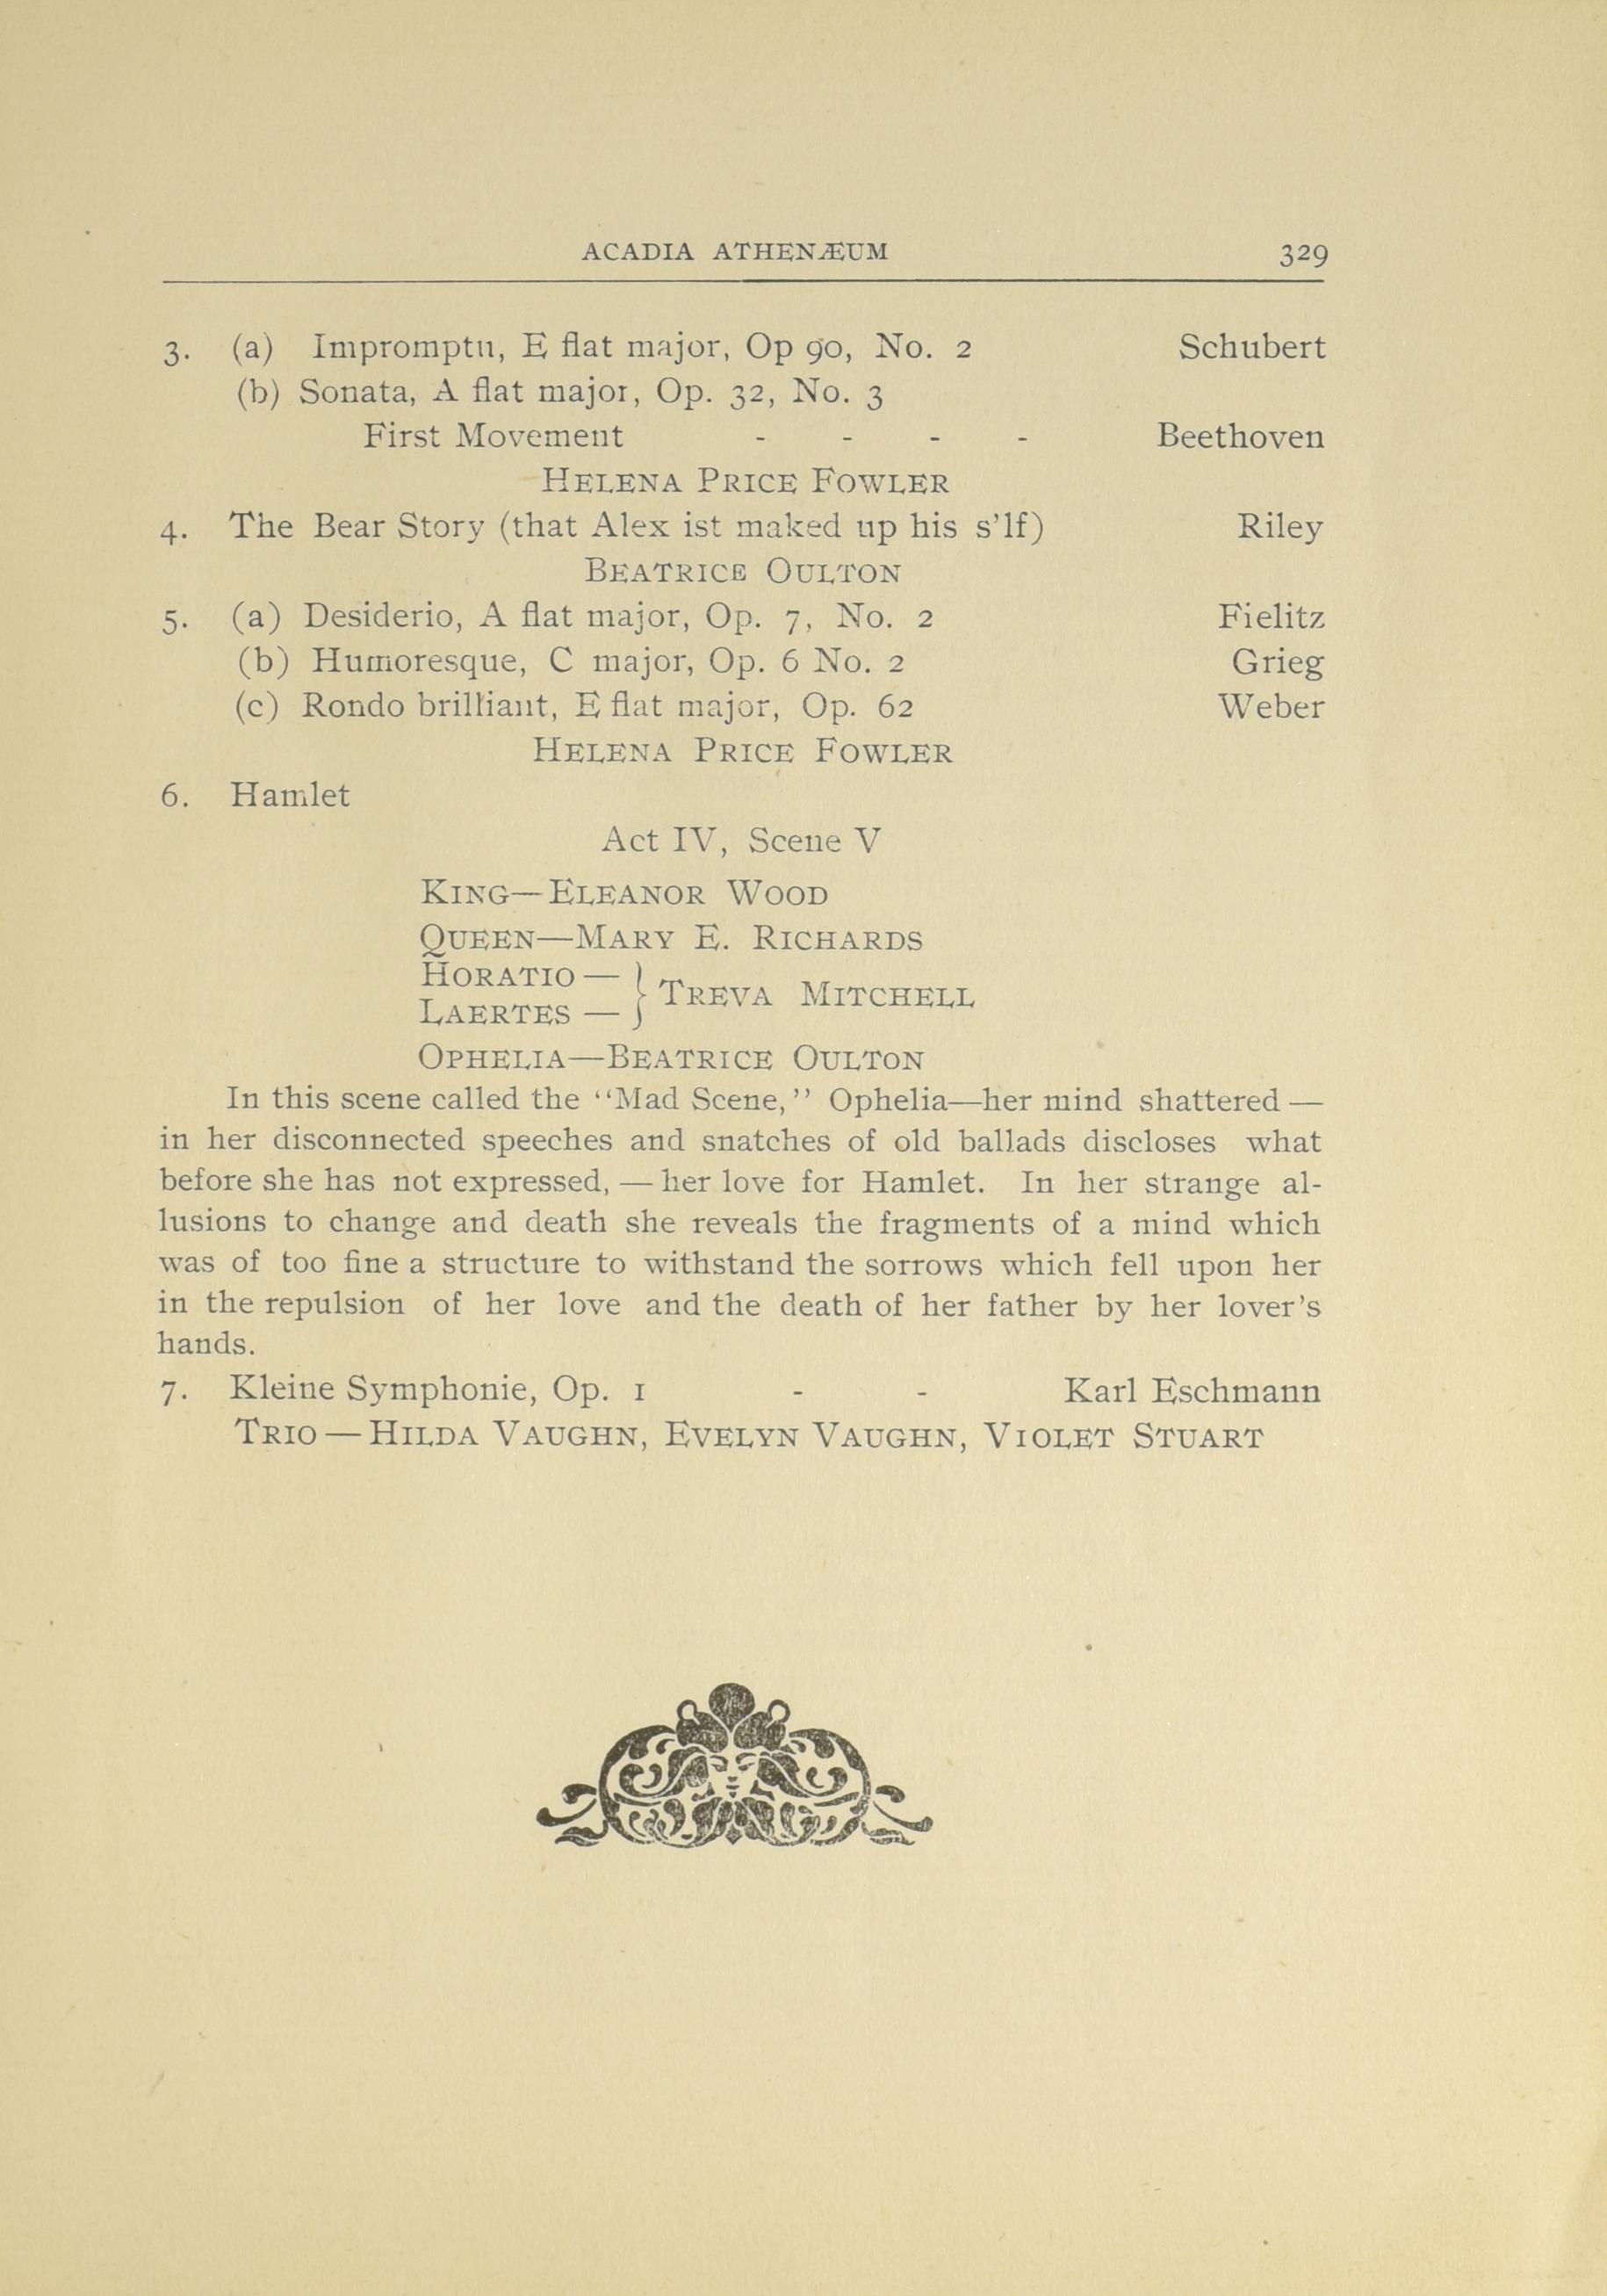 ACADIA ATHENÆUM 329
3. (a) Impromptu, E flat major, Op 90, No. 2 Schubert
(b) Sonata, A flat major, Op. 32, No. 3
First Movement - - - - Beethoven
HELENA PRICE FOWLER
4. The Bear Story (that Alex ist maked up his s'lf) Riley
BEATRICE OULTON
5. (a) Desiderio, A flat major, Op. 7, No. 2 Fielitz
(b) Humoresque, C major, Op. 6 No. 2 Grieg
(c) Rondo brilliant, E flat major, Op. 62 Weber
HELENA PRICE FOWLER
6. Hamlet
Act IV, Scene V
KING—ELEANOR WOOD
QUEEN—MARY E. RICHARDS
HORATIO —
LAERTES — } TREVA MITCHELL
OPHELIA—BEATRICE OULTON
In this scene called the "Mad Scene," Ophelia—her mind shattered —
in her disconnected speeches and snatches of old ballads discloses what
before she has not expressed, — her love for Hamlet. In her strange al-
lusions to change and death she reveals the fragments of a mind which
was of too fine a structure to withstand the sorrows which fell upon her
in the repulsion of her love and the death of her father by her lover's
hands.
7. Kleine Symphonie, Op. 1 - - Karl Eschmann
TRIO — HILDA VAUGHN, EVELYN VAUGHN, VIOLET STUART